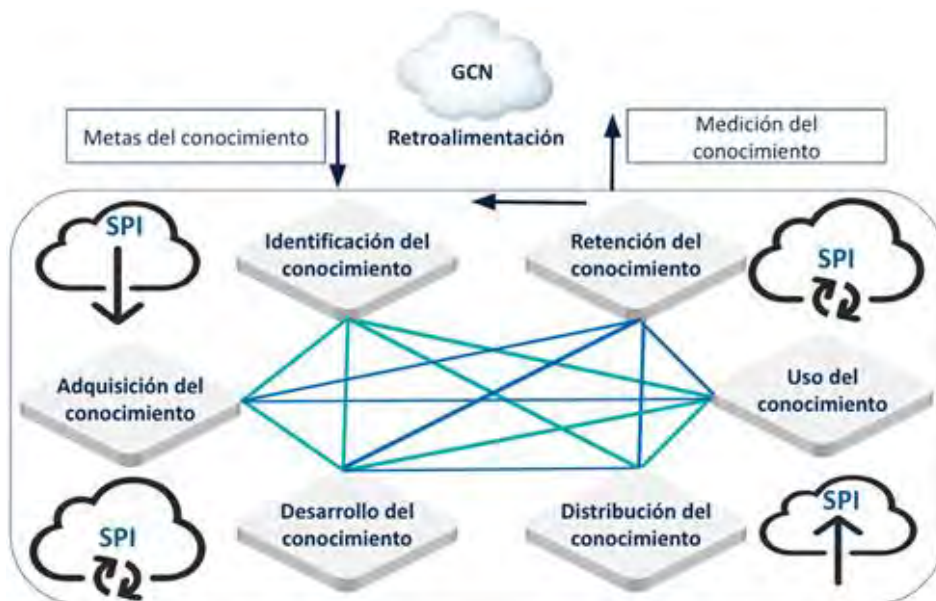 GCN
Metas del conocimiento
Retroalimentación
Medición del
conocimiento
SPI
Identificación del
conocimiento
Retención del
conocimiento
SPI
Adquisición del
conocimiento
Uso del
conocimiento
SPI
Desarrollo del
conocimiento
Distribución del
conocimiento
SPI